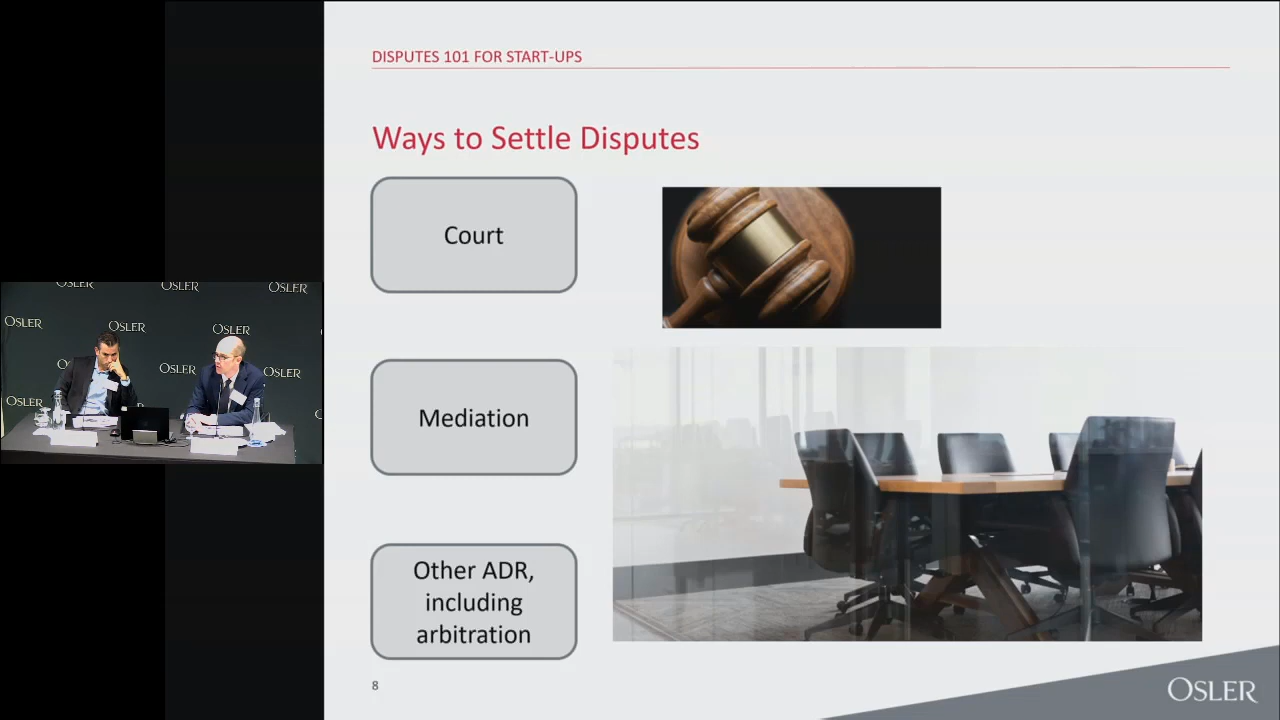 DISPUTES 101 FOR START-UPS
Ways to Settle Disputes
Court
Mediation
Other ADR,
including
arbitration
8
OSLER
OSLER
OSLER
OSLER
OSLER
OSLER
OSLER
OSLER
OSLER
OSLER